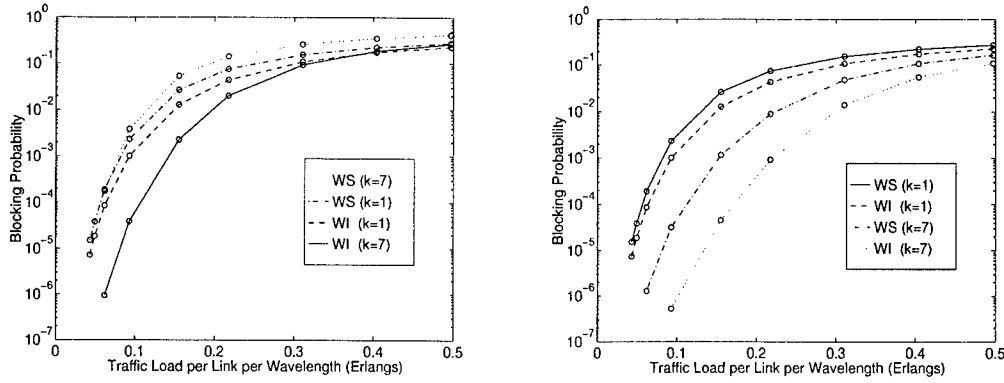 10^0
10^-1
10^-2
10^-3
10^-4
10^-5
10^-6
10^-7
Blocking Probability
WS (k=7)
WS (k=1)
WI (k=1)
WI (k=7)
0 0.1 0.2 0.3 0.4 0.5
Traffic Load per Link per Wavelength (Erlangs)
10^0
10^-1
10^-2
10^-3
10^-4
10^-5
10^-6
10^-7
Blocking Probability
WS (k=1)
WI (k=1)
WS (k=7)
WI (k=7)
0 0.1 0.2 0.3 0.4 0.5
Traffic Load per Link per Wavelength (Erlangs)